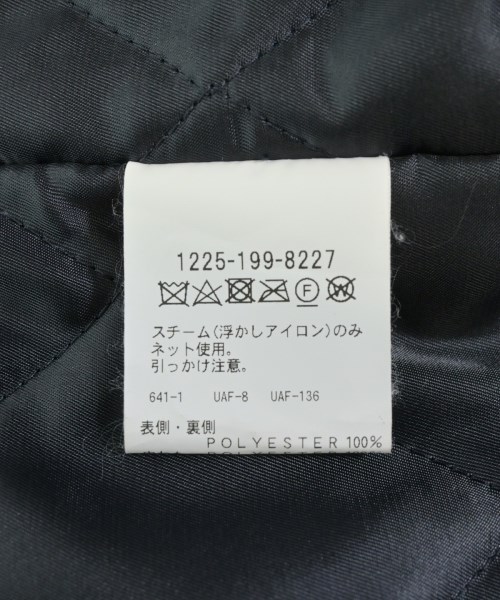 1225-199-8227
F W
スチーム(浮かしアイロン)のみ
ネット使用。
引っかけ注意。
641-1 UAF-8 UAF-136
表側・裏側
POLYESTER 100%